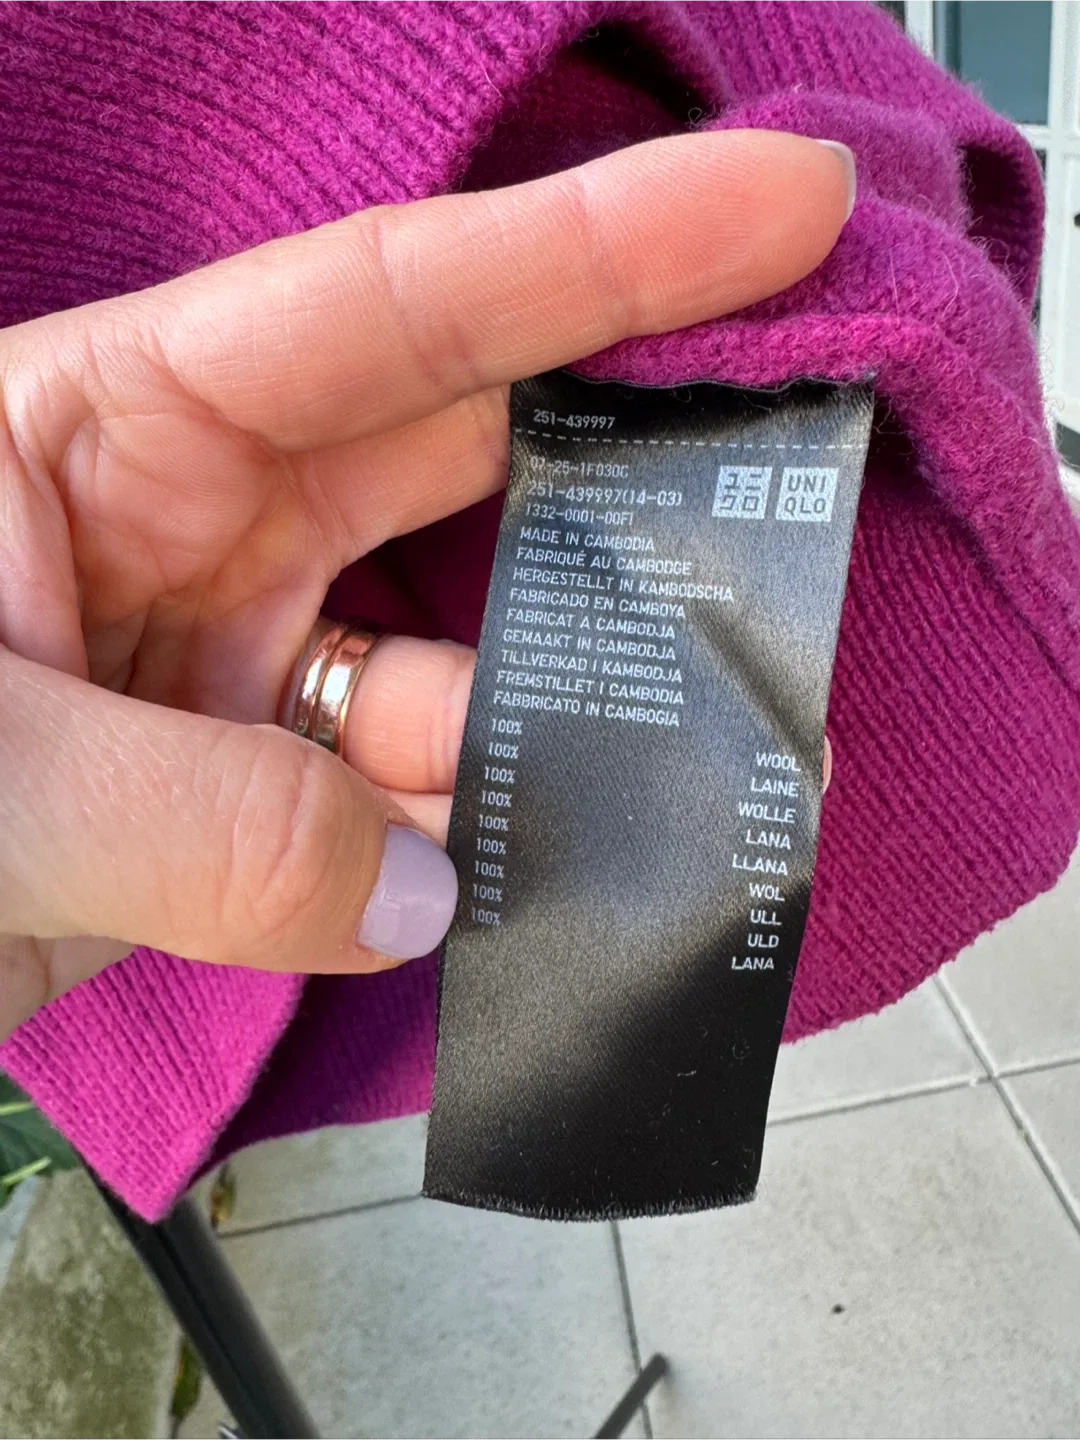 251-439997
07-25-1F030C
251-439997(14-03)
1332-0001-00F1
ユニ
クロ
UNI
QLO
MADE IN CAMBODIA
FABRIQUÉ AU CAMBODGE
HERGESTELLT IN KAMBODSCHA
FABRICADO EN CAMBOYA
FABRICAT A CAMBODJA
GEMAAKT IN CAMBODJA
TILLVERKAD I KAMBODJA
FREMSTILLET I CAMBODIA
FABBRICATO IN CAMBOGIA
100% WOOL
100% LAINE
100% WOLLE
100% LANA
100% LLANA
100% WOL
100% ULL
100% ULD
100% LANA